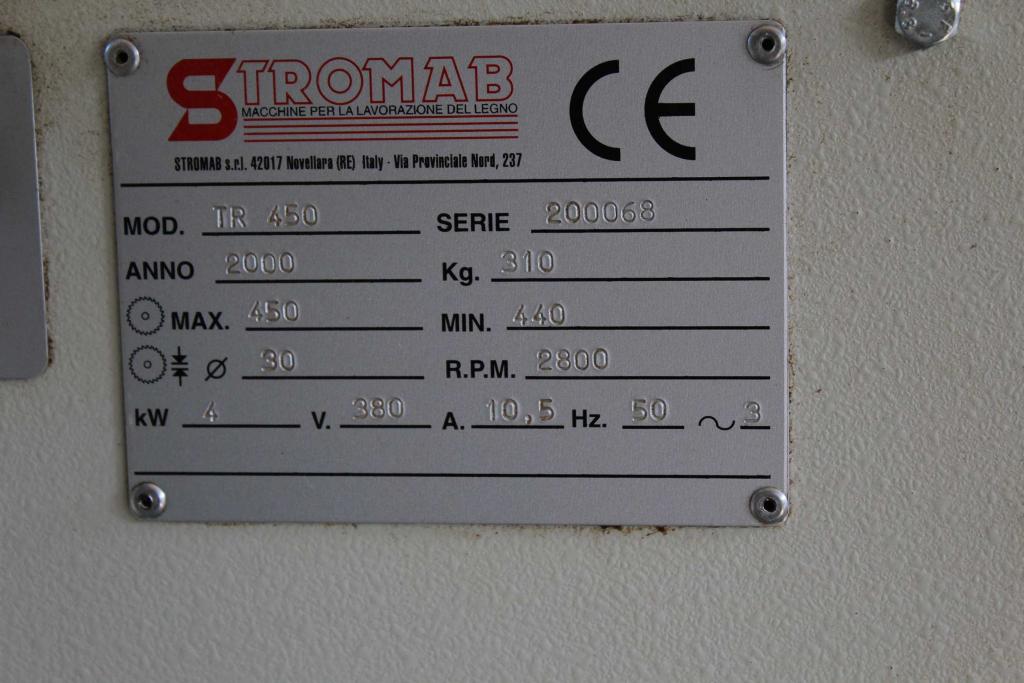 STROMAB
MACCHINE PER LA LAVORAZIONE DEL LEGNO
STROMAB s.r.l. 42017 Novellara (RE) Italy - Via Provinciale Nord, 237
CE
MOD. TR 450 SERIE 200068
ANNO 2000 Kg. 310
MAX. 450 MIN. 440
Ø 30 R.P.M. 2800
kW 4 V. 380 A. 10,5 Hz. 50 ~ 3